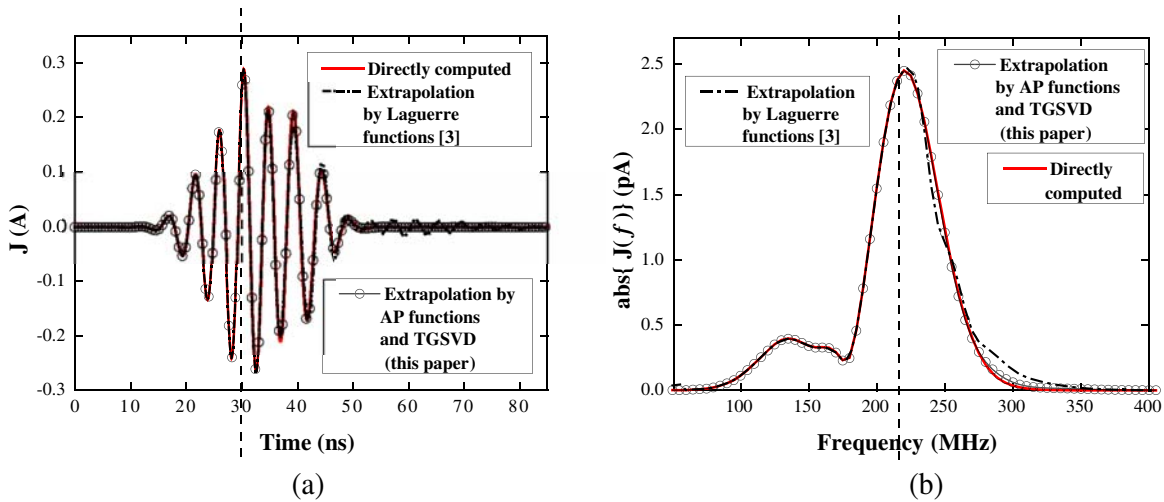 0.3
0.2
0.1
0.0
-0.1
-0.2
-0.3
J (A)
Directly computed
Extrapolation
by Laguerre
functions [3]
Extrapolation by
AP functions
and TGSVD
(this paper)
0 10 20 30 40 50 60 70 80
Time (ns)
(a)
2.5
2.0
1.5
1.0
0.5
0.0
abs{ J(f)} (pA)
Extrapolation
by Laguerre
functions [3]
Extrapolation
by AP functions
and TGSVD
(this paper)
Directly
computed
100 150 200 250 300 350 400
Frequency (MHz)
(b)